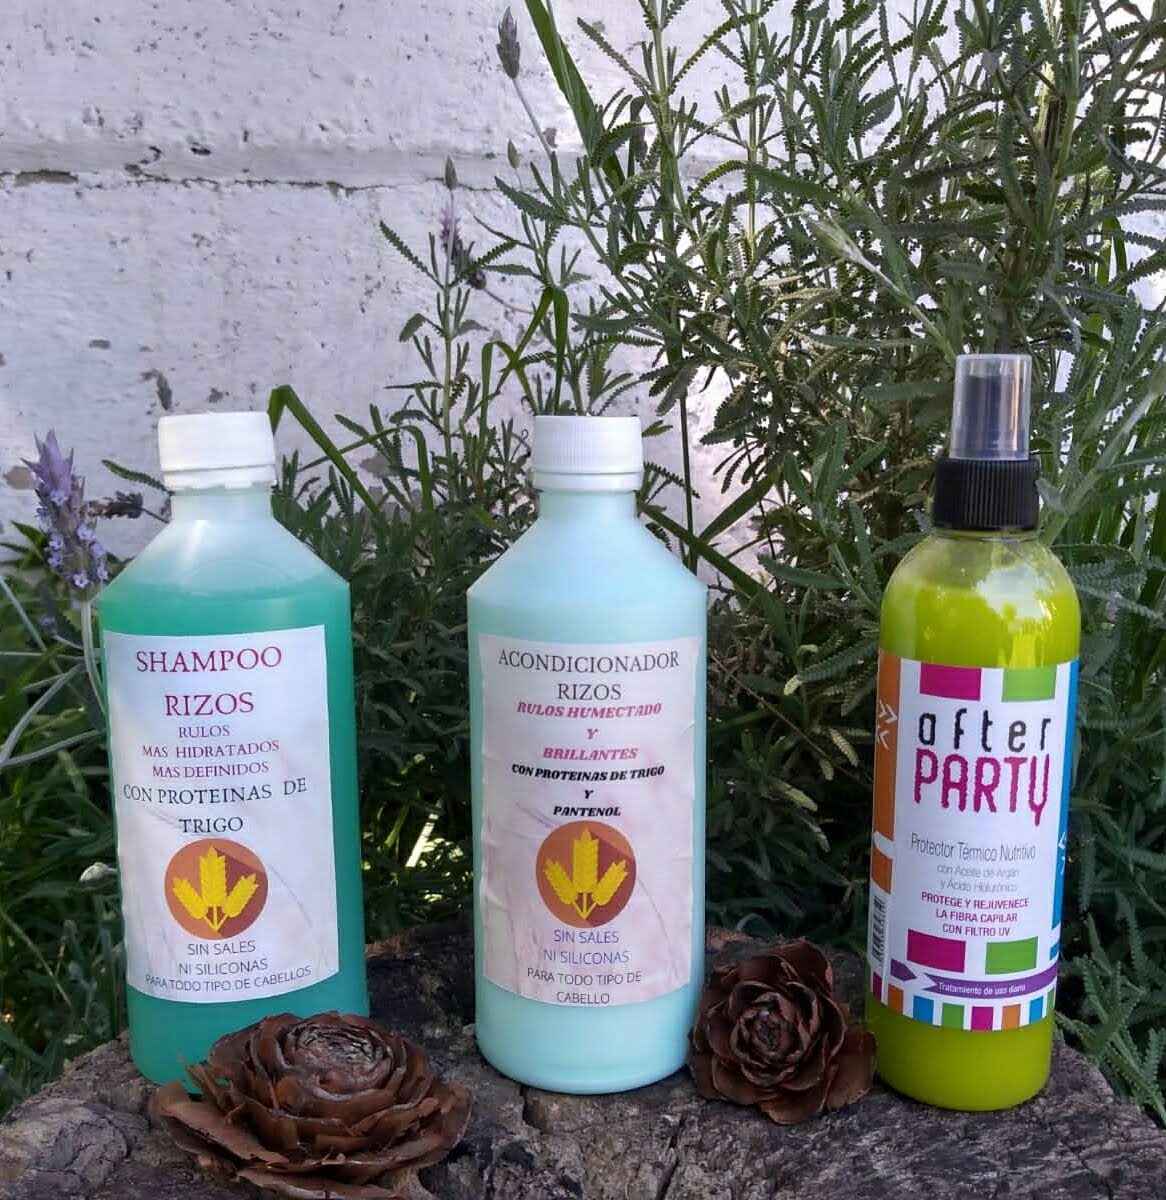 SHAMPOO
RIZOS
RULOS
MAS HIDRATADOS
MAS DEFINIDOS
CON PROTEINAS DE
TRIGO
SIN SALES
NI SILICONAS
PARA TODO TIPO DE CABELLOS
ACONDICIONADOR
RIZOS
RULOS HUMECTADO
Y
BRILLANTES
CON PROTEINAS DE TRIGO
Y
PANTENOL
SIN SALES
NI SILICONAS
PARA TODO TIPO DE
CABELLO
after
PARTY
Protector Térmico Nutritivo
con Aceite de Argán
y Ácido Hialurónico
PROTEGE Y REJUVENECE
LA FIBRA CAPILAR
CON FILTRO UV
Tratamiento de uso diario